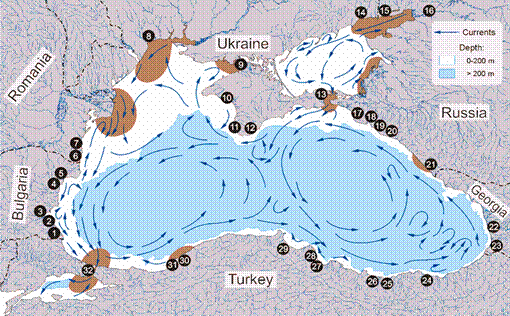 14 15 16
Currents
Depth:
0-200 m
> 200 m
8
Ukraine
9
Romania
10
13
17 18 19 20
Russia
11 12
7
6
5
4
21
Bulgaria
Georgia
3
2
1
22
23
29
28
27
31 30
32
26 25
24
Turkey